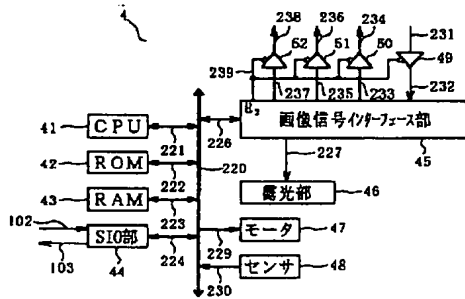 4
238 236 234 231
52 51 50 49
239 237 235 233 232
B₂
画像信号インターフェース部
41 CPU 221 226 45
42 ROM 222 220 227
露光部 46
43 RAM 223
102 SIO部 224 229 モータ 47
103 44 230 センサ 48